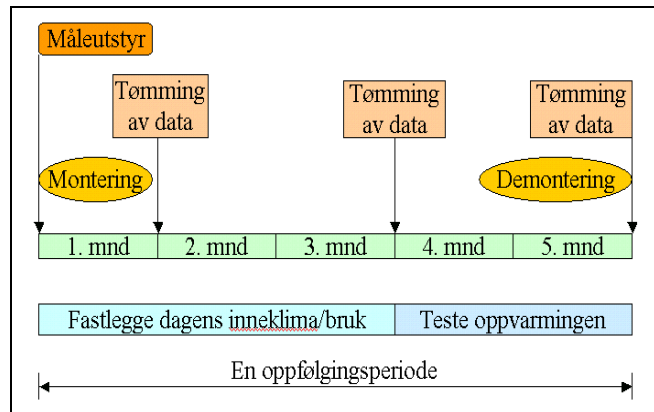 Måleutstyr
Tømming
av data
Tømming
av data
Tømming
av data
Montering
Demontering
1. mnd
2. mnd
3. mnd
4. mnd
5. mnd
Fastlegge dagens inneklima/bruk
Teste oppvarmingen
En oppfølgingsperiode